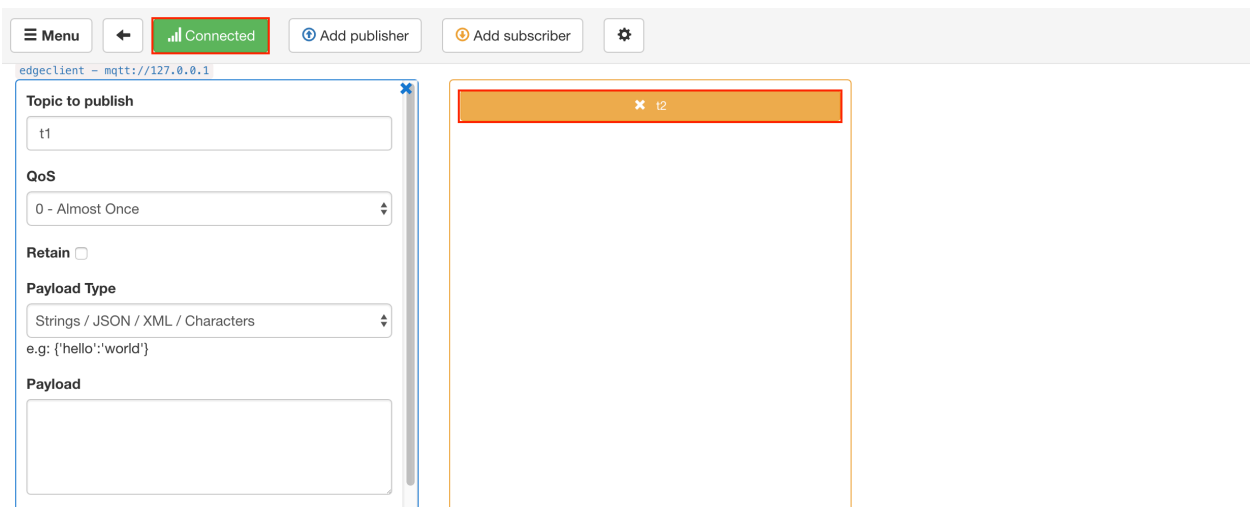 Menu
Connected
Add publisher
Add subscriber
edgeclient – mqtt://127.0.0.1
Topic to publish
t1
QoS
0 - Almost Once
Retain
Payload Type
Strings / JSON / XML / Characters
e.g: {'hello':'world'}
Payload
t2